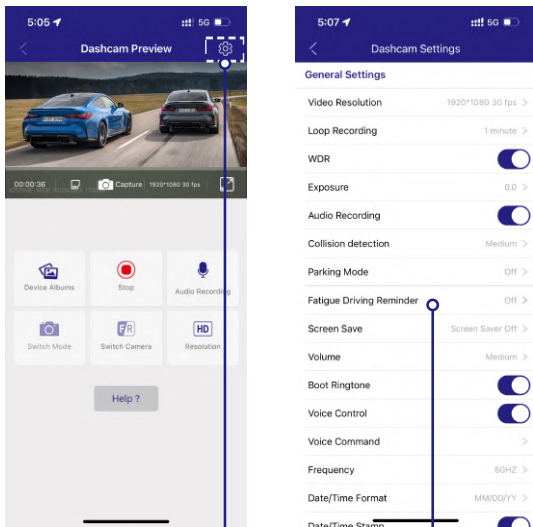 5:05
5G
Dashcam Preview
00:00:36
Capture
1920*1080 30 fps
Device Albums
Stop
Audio Recording
Switch Mode
FR
Switch Camera
HD
Resolution
Help ?
5:07
5G
Dashcam Settings
General Settings
Video Resolution 1920*1080 30 fps >
Loop Recording 1 minute >
WDR
Exposure 0.0 >
Audio Recording
Collision detection Medium >
Parking Mode Off >
Fatigue Driving Reminder Off >
Screen Save Screen Saver Off >
Volume Medium >
Boot Ringtone
Voice Control
Voice Command >
Frequency 60HZ >
Date/Time Format MM/DD/YY >
Date/Time Stamp